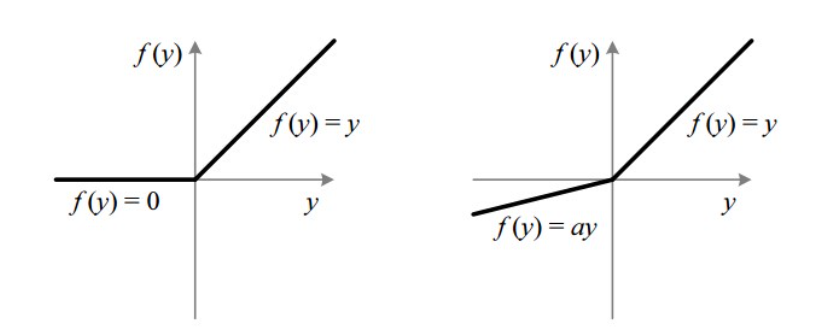 f(y)
f(y) = y
f(y) = 0
y
f(y)
f(y) = y
f(y) = ay
y